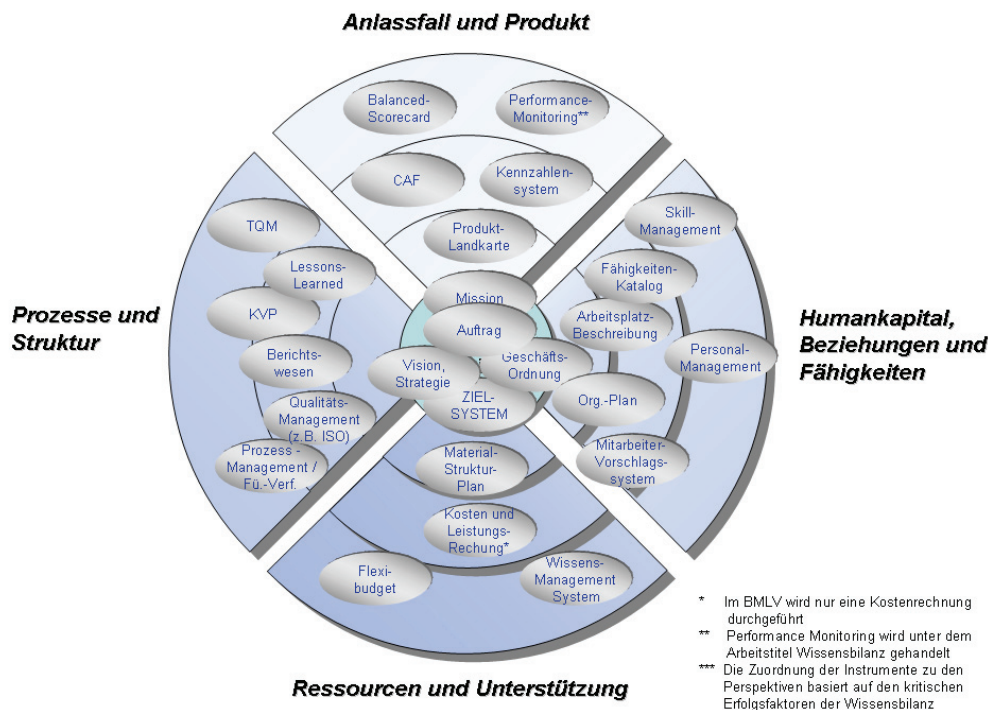 Anlassfall und Produkt
Balanced-
Scorecard
Performance-
Monitoring**
CAF
Kennzahlen-
system
Produkt-
Landkarte
TQM
Lessons-
Learned
KVP
Berichts-
wesen
Qualitäts-
Management
(z.B. ISO)
Prozess -
Management /
Fü.-Verf.
Prozesse und
Struktur
Mission
Auftrag
Vision,
Strategie
Geschäfts-
Ordnung
ZIEL-
SYSTEM
Skill-
Management
Fähigkeiten-
Katalog
Arbeitsplatz-
Beschreibung
Personal-
Management
Org.-Plan
Mitarbeiter-
Vorschlags-
system
Humankapital,
Beziehungen und
Fähigkeiten
Material-
Struktur-
Plan
Kosten und
Leistungs-
Rechung*
Flexi-
budget
Wissens-
Management
System
Ressourcen und Unterstützung
* Im BMLV wird nur eine Kostenrechnung
durchgeführt
** Performance Monitoring wird unter dem
Arbeitstitel Wissensbilanz gehandelt
*** Die Zuordnung der Instrumente zu den
Perspektiven basiert auf den kritischen
Erfolgsfaktoren der Wissensbilanz